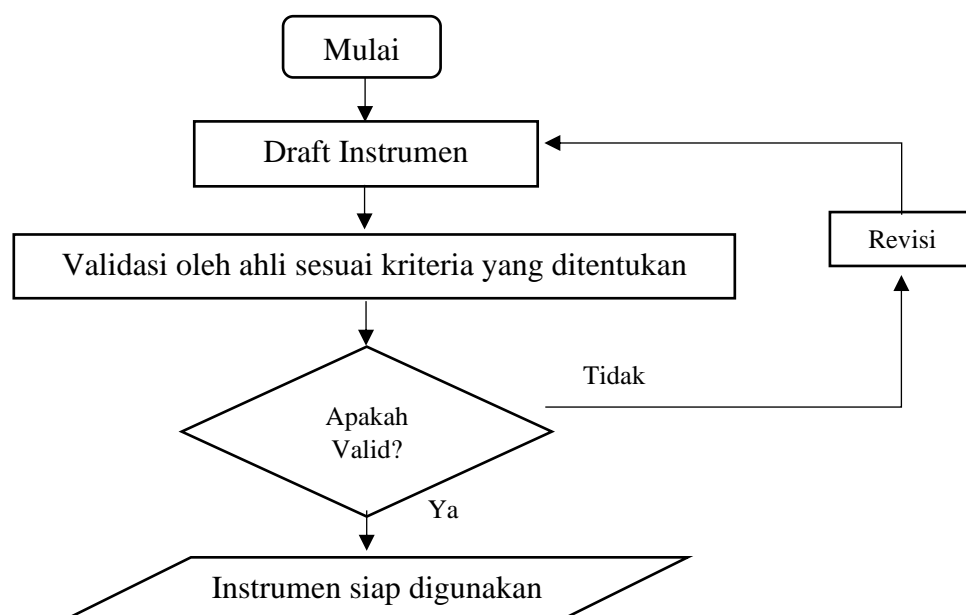 Mulai
Draft Instrumen
Revisi
Validasi oleh ahli sesuai kriteria yang ditentukan
Tidak
Apakah
Valid?
Ya
Instrumen siap digunakan